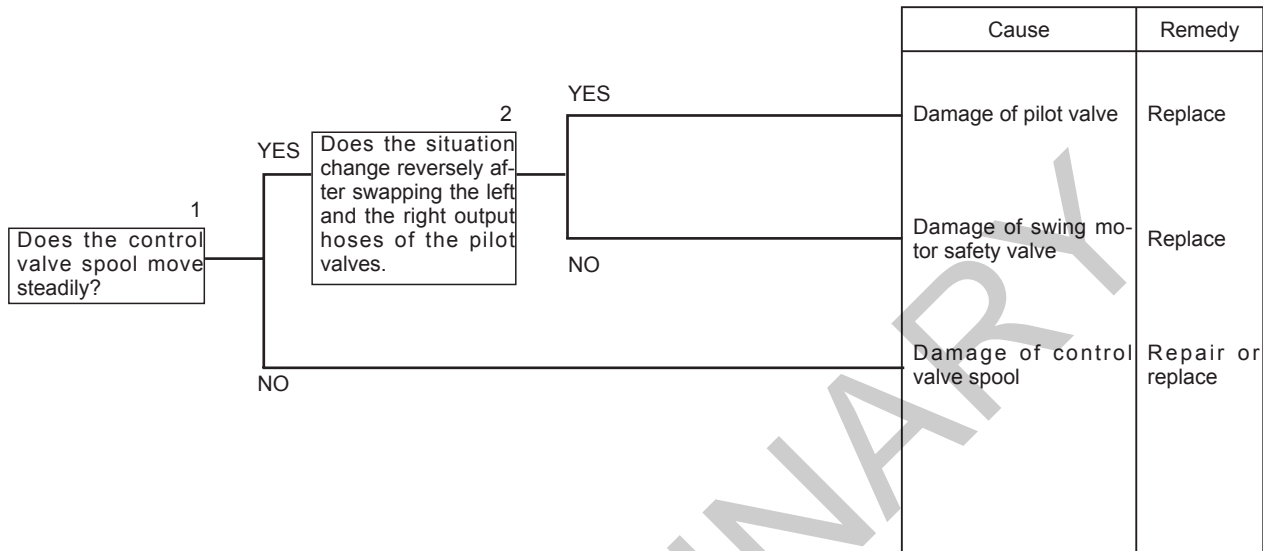 Cause
Remedy
YES
2
Damage of pilot valve
Replace
YES
Does the situation
change reversely af-
ter swapping the left
and the right output
hoses of the pilot
valves.
1
Does the control
valve spool move
steadily?
Damage of swing mo-
tor safety valve
Replace
NO
Damage of control
valve spool
Repair or
replace
NO
INARY